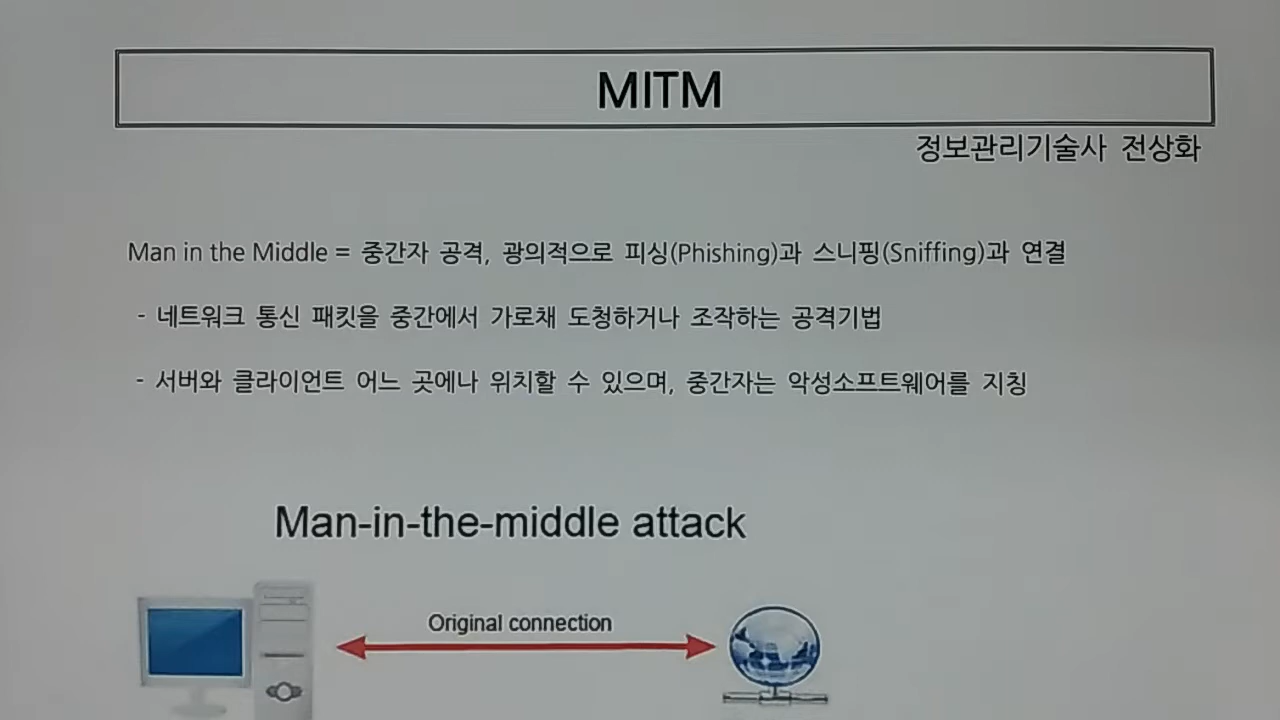 MITM
정보관리기술사 전상화
Man in the Middle = 중간자 공격, 광의적으로 피싱(Phishing)과 스니핑(Sniffing)과 연결
- 네트워크 통신 패킷을 중간에서 가로채 도청하거나 조작하는 공격기법
- 서버와 클라이언트 어느 곳에나 위치할 수 있으며, 중간자는 악성소프트웨어를 지칭
Man-in-the-middle attack
Original connection